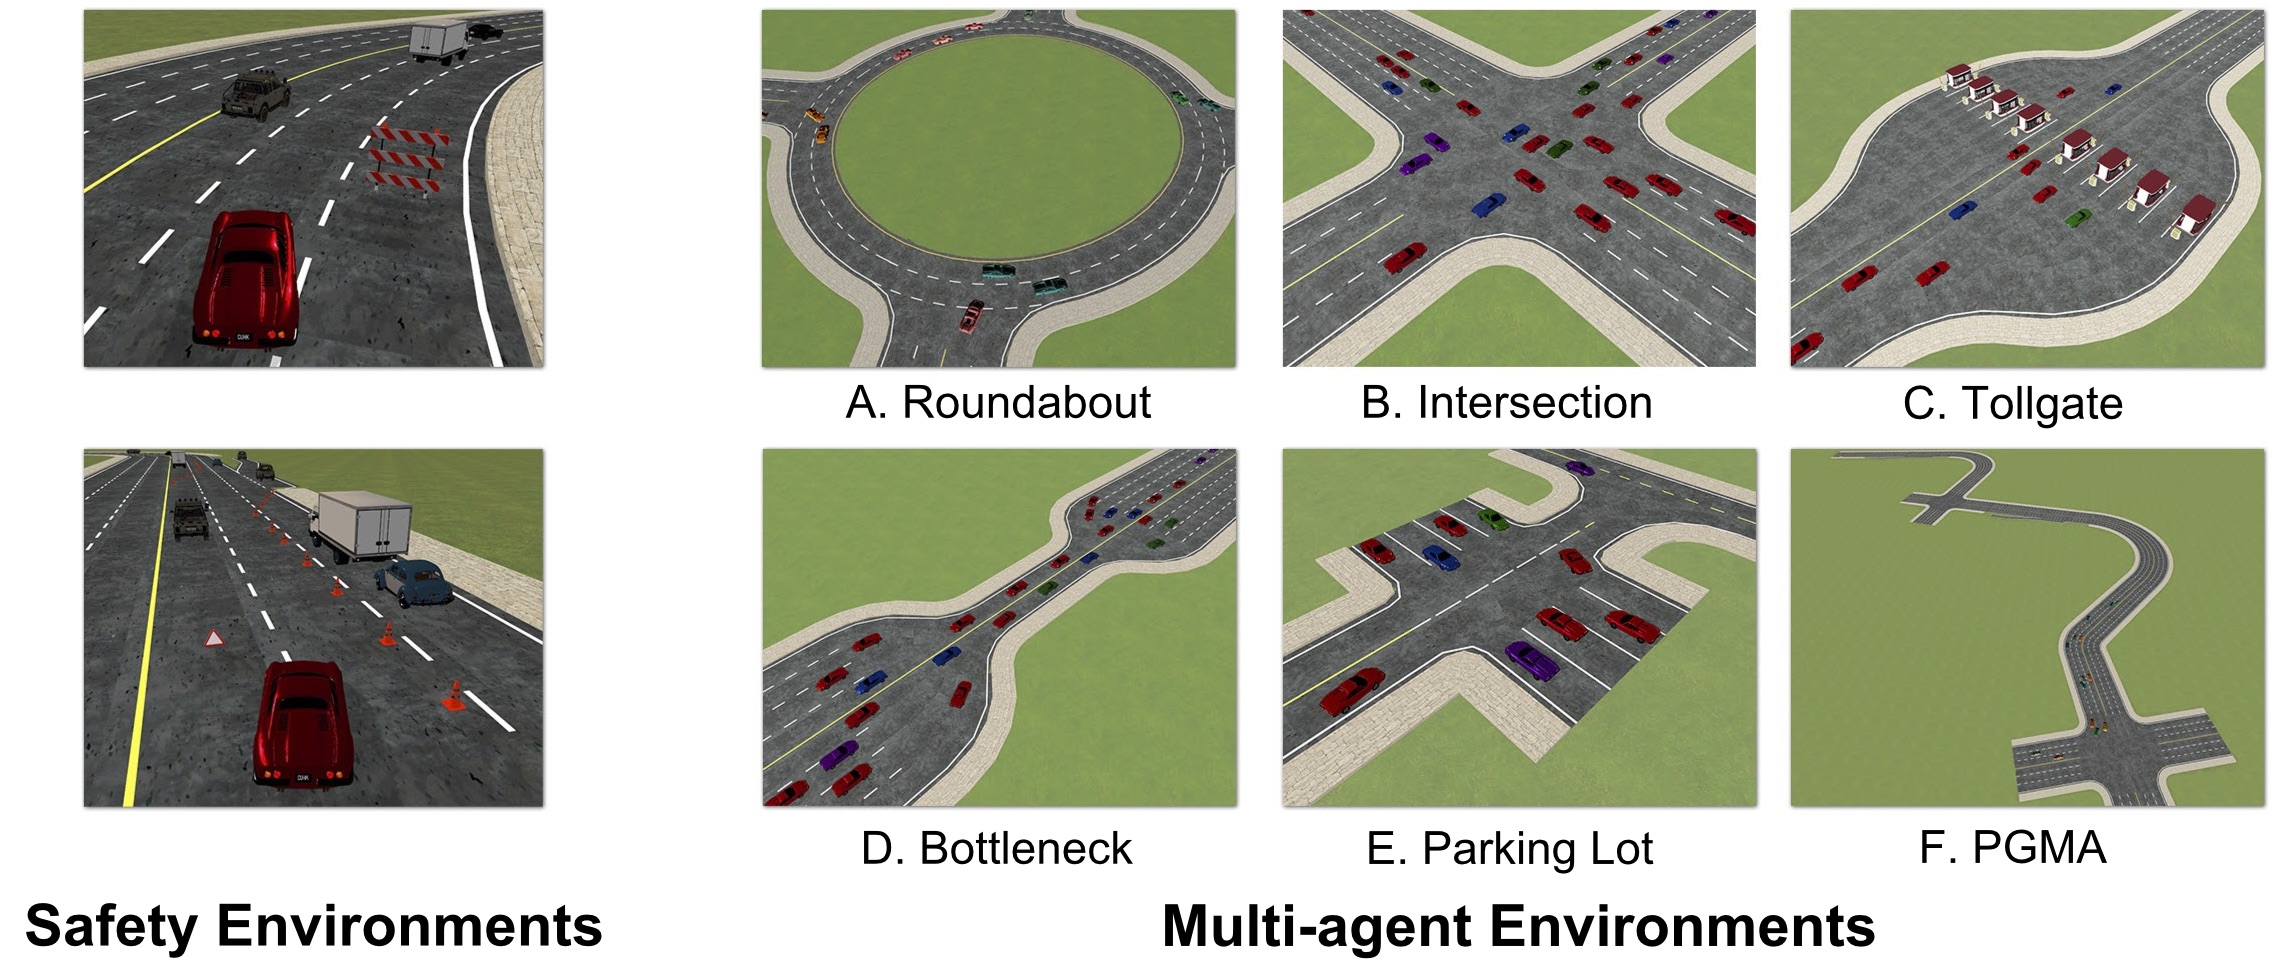 A. Roundabout
B. Intersection
C. Tollgate
D. Bottleneck
E. Parking Lot
F. PGMA
Safety Environments
Multi-agent Environments